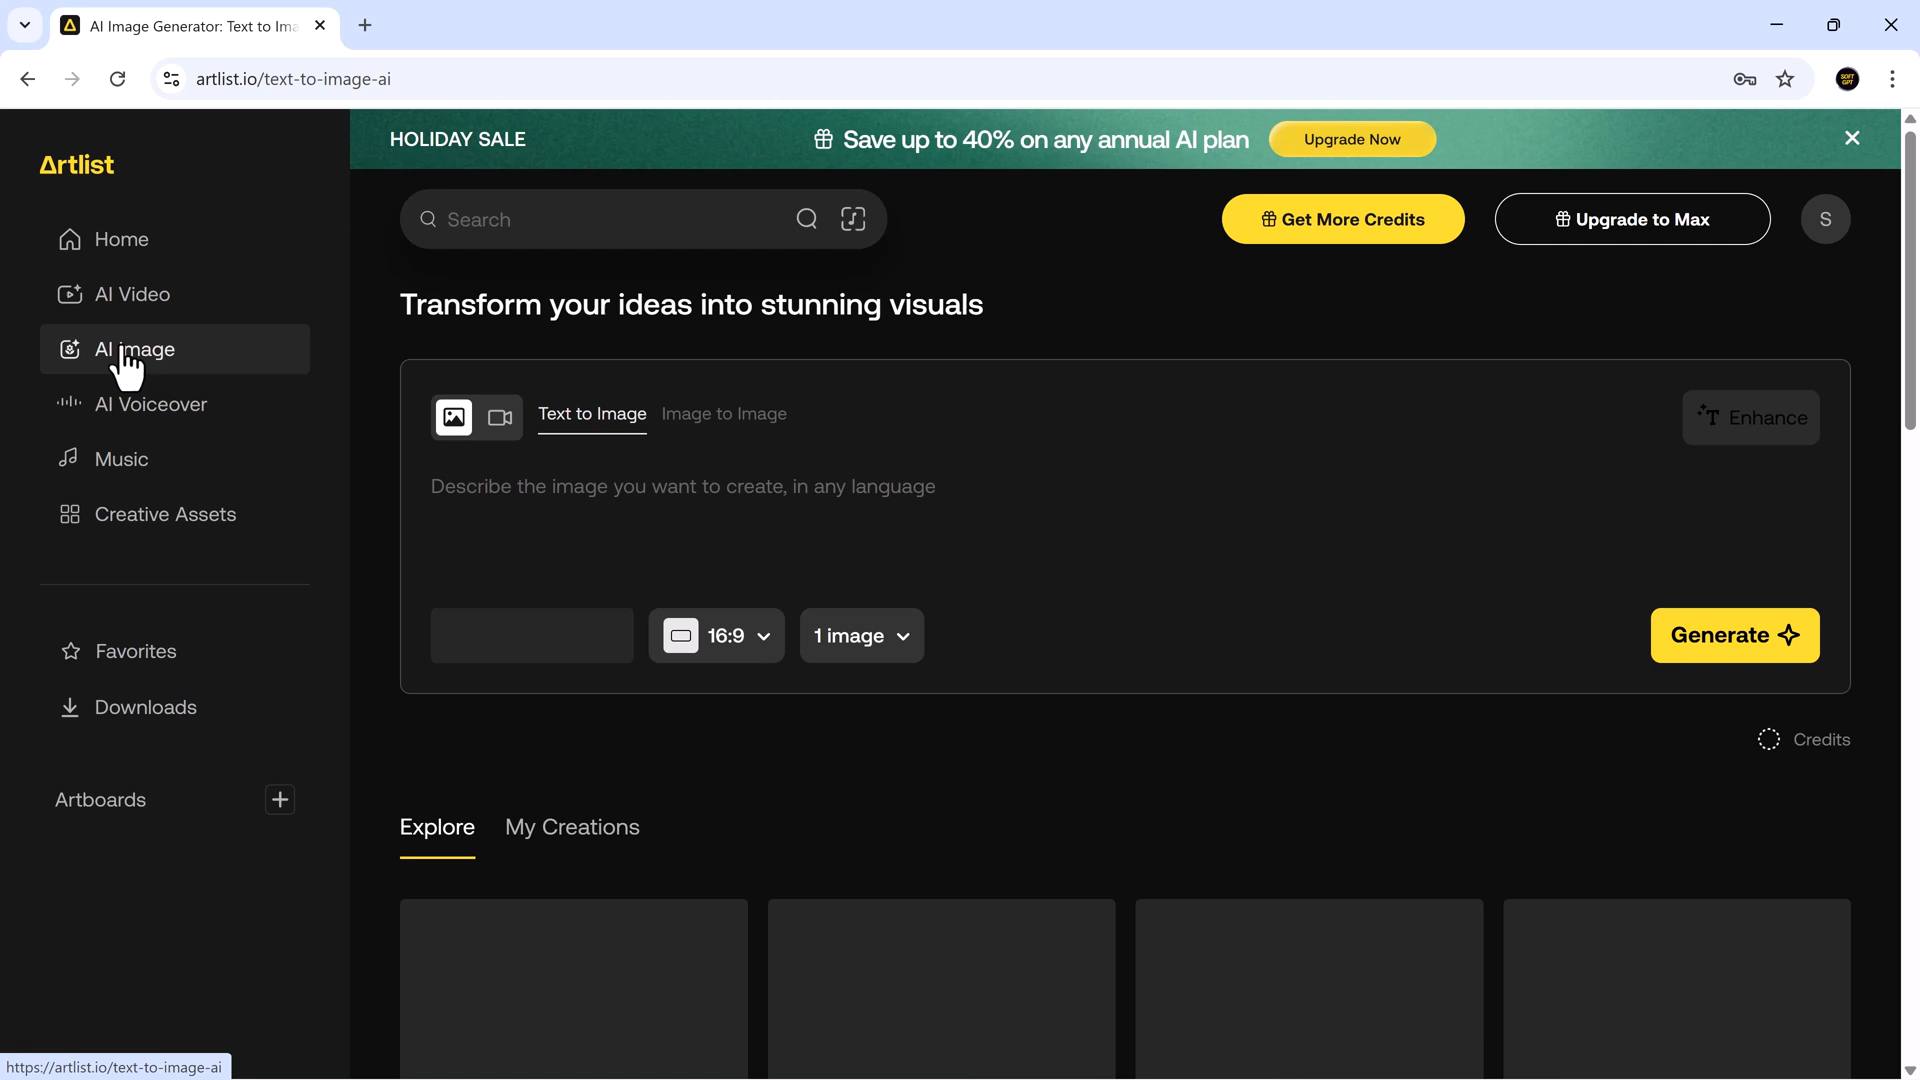 AI Image Generator: Text to Ima
artlist.io/text-to-image-ai
SOFT GPT
Artlist
Home
AI Video
AI Image
AI Voiceover
Music
Creative Assets
Favorites
Downloads
Artboards
HOLIDAY SALE
Save up to 40% on any annual AI plan
Upgrade Now
Search
Get More Credits
Upgrade to Max
S
Transform your ideas into stunning visuals
Text to Image
Image to Image
Enhance
Describe the image you want to create, in any language
16:9
1 image
Generate
Credits
Explore
My Creations
https://artlist.io/text-to-image-ai